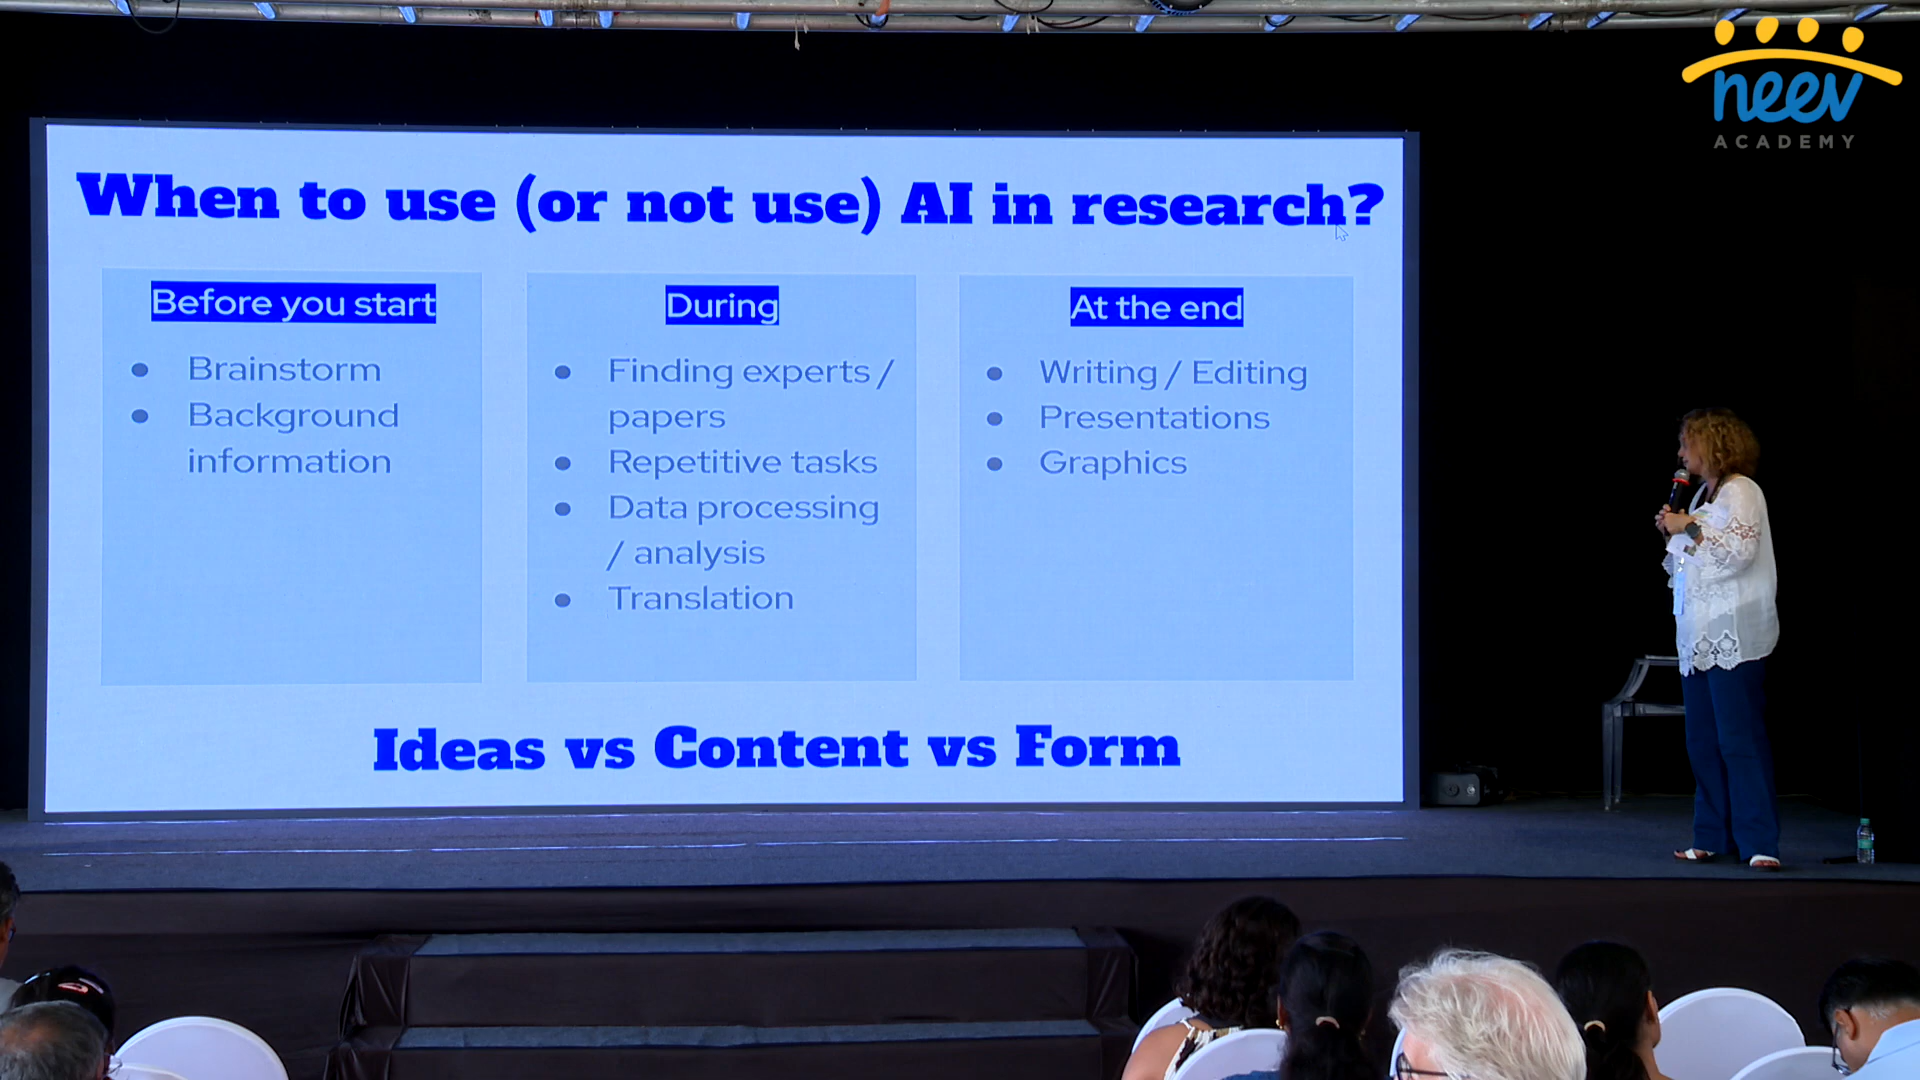 neev
ACADEMY
When to use (or not use) AI in research?
Before you start
● Brainstorm
● Background
information
During
● Finding experts /
papers
● Repetitive tasks
● Data processing
/ analysis
● Translation
At the end
● Writing / Editing
● Presentations
● Graphics
Ideas vs Content vs Form